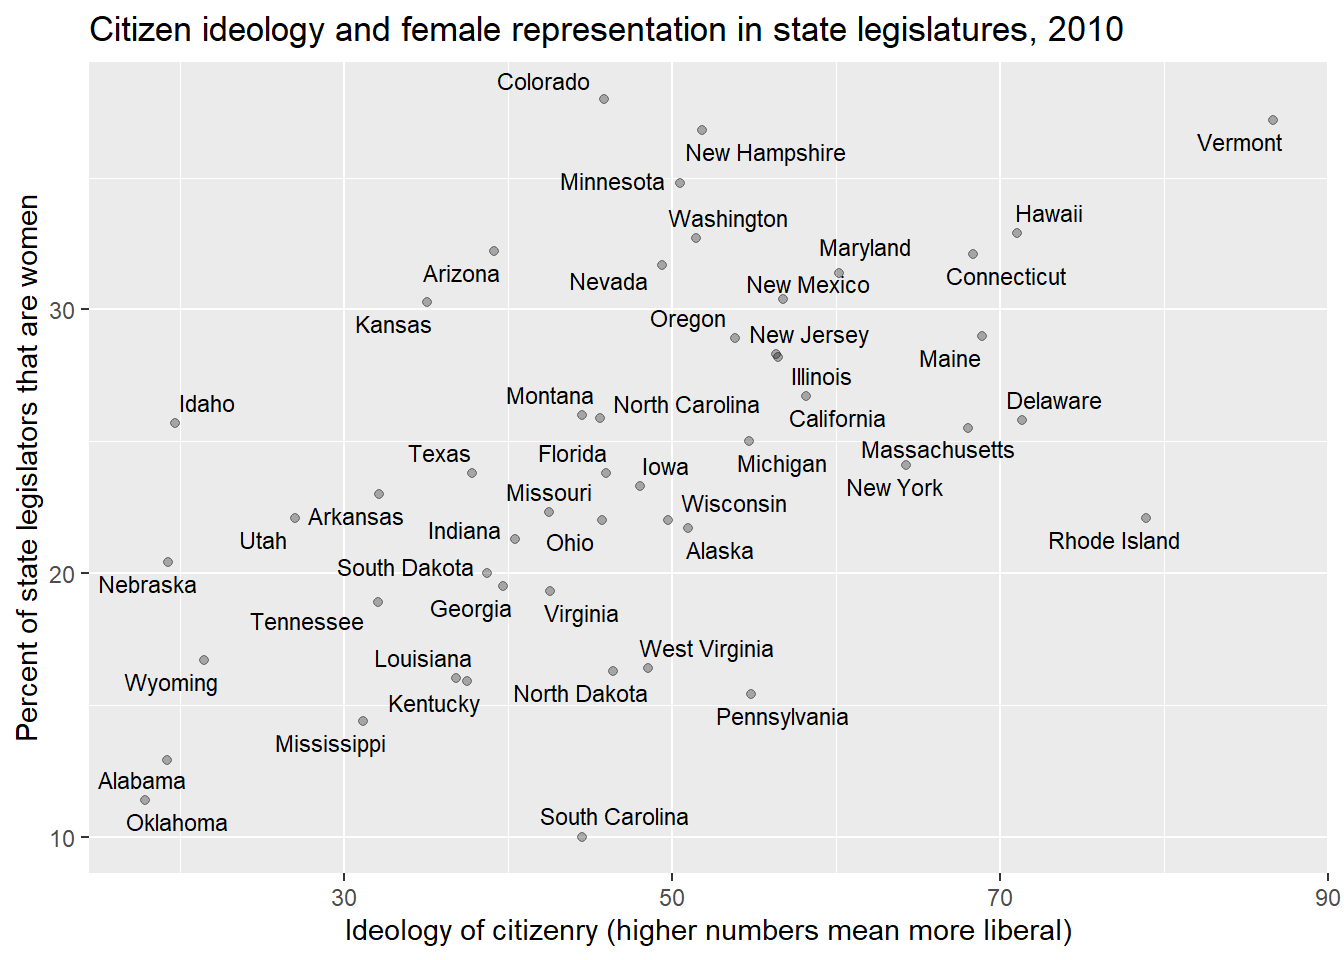 Citizen ideology and female representation in state legislatures, 2010
Percent of state legislators that are women
30
20
10
Colorado
Vermont
New Hampshire
Minnesota
Washington
Hawaii
Maryland
Arizona
Nevada
New Mexico
Connecticut
Kansas
Oregon
New Jersey
Maine
Illinois
Idaho
Montana
North Carolina
Delaware
California
Texas
Florida
Iowa
Michigan
Massachusetts
New York
Missouri
Wisconsin
Arkansas
Utah
Indiana
Ohio
Alaska
Rhode Island
Nebraska
South Dakota
Georgia
Virginia
Tennessee
Louisiana
West Virginia
Wyoming
Kentucky
North Dakota
Pennsylvania
Mississippi
Alabama
Oklahoma
South Carolina
30
50
70
90
Ideology of citizenry (higher numbers mean more liberal)